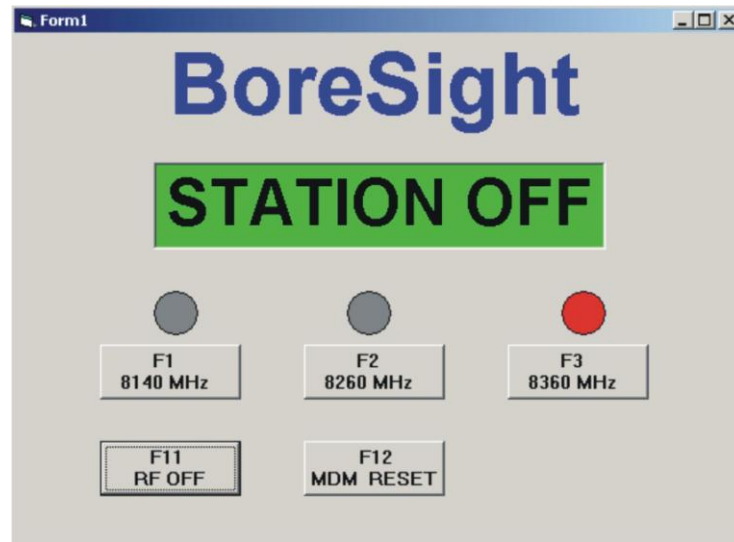 Form1
BoreSight
STATION OFF
F1
8140 MHz
F2
8260 MHz
F3
8360 MHz
F11
RF OFF
F12
MDM RESET